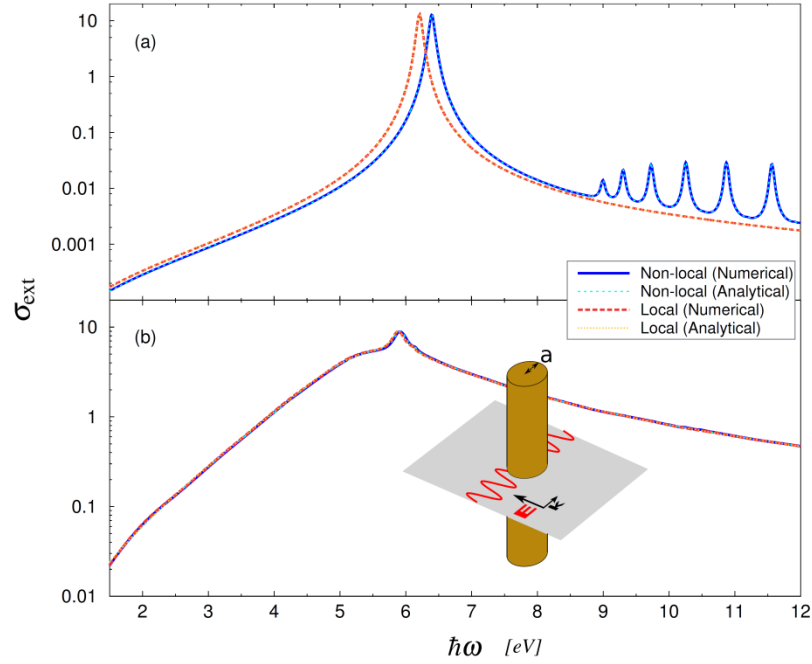 10
(a)
1
0.1
0.01
0.001
Non-local (Numerical)
Non-local (Analytical)
Local (Numerical)
Local (Analytical)
σext
10
(b)
a
1
E
k
0.1
0.01
2 3 4 5 6 7 8 9 10 11 12
ħω [eV]